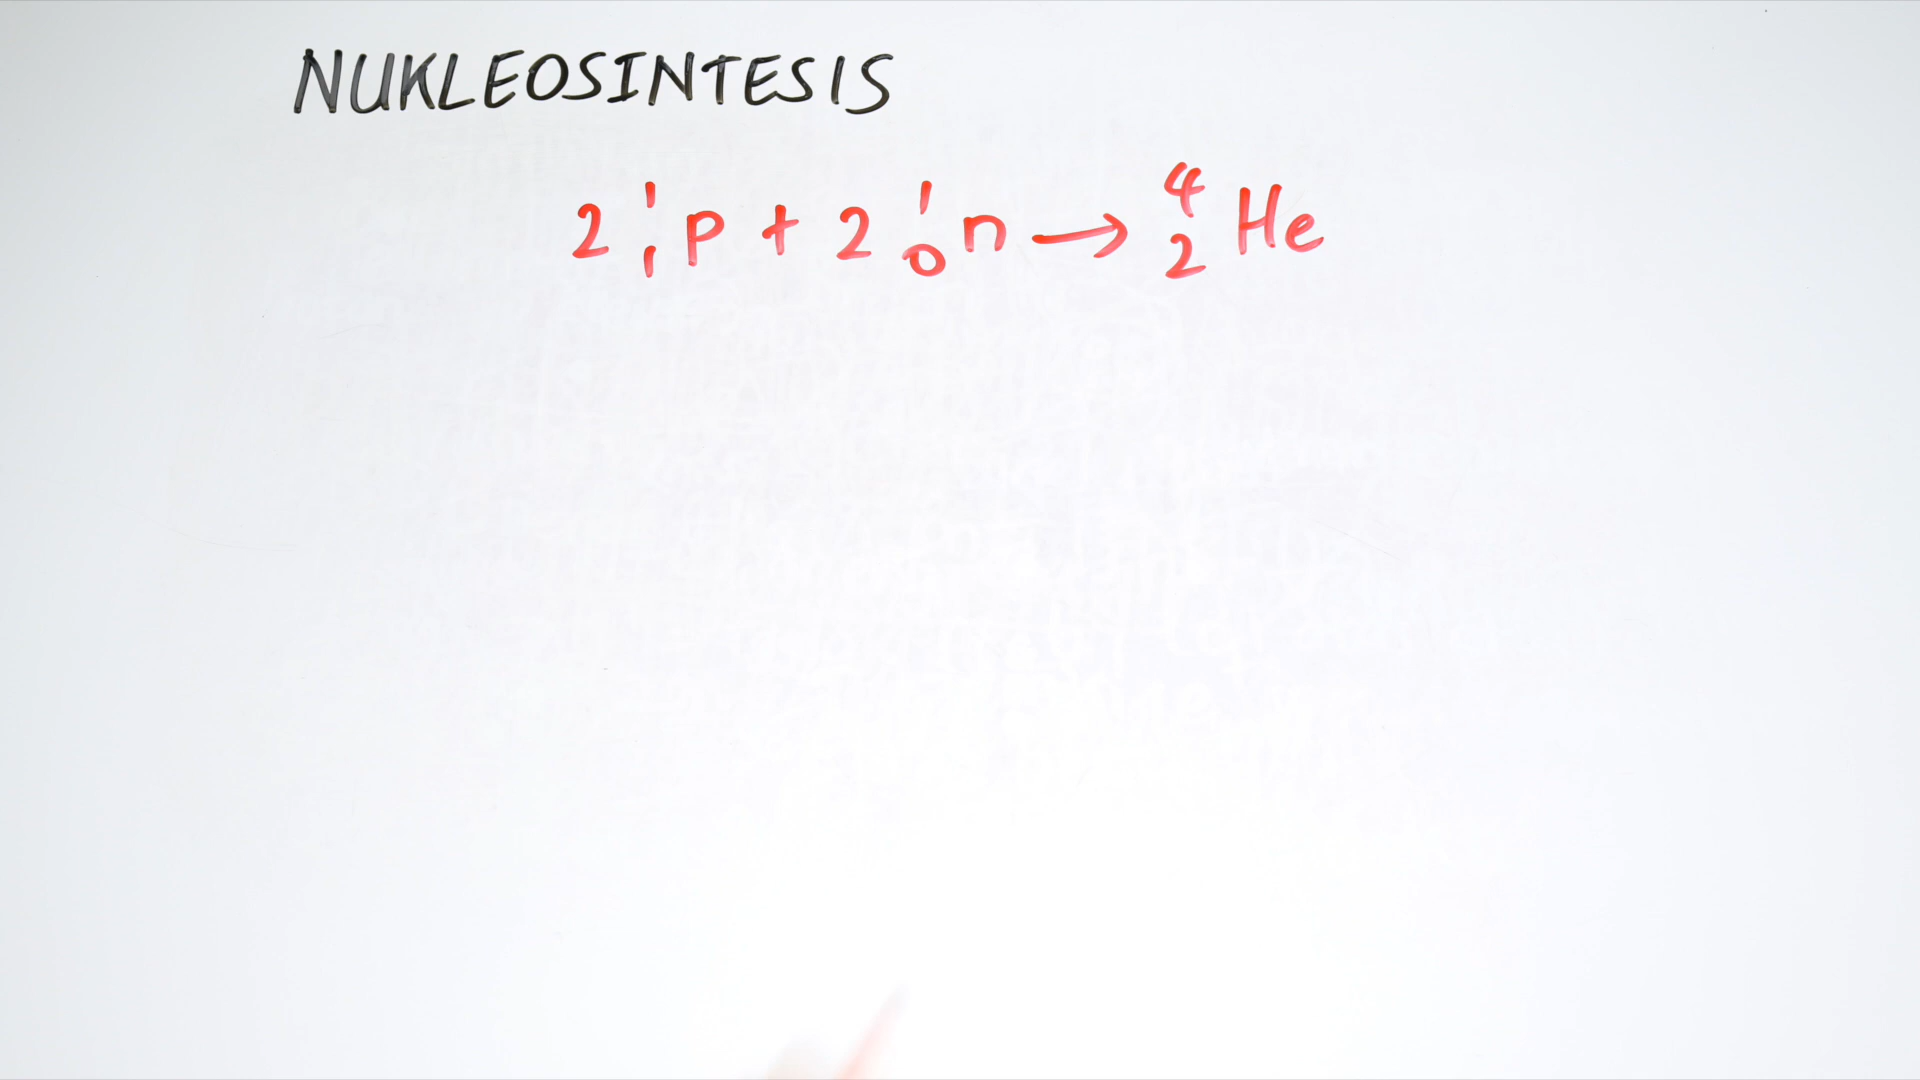 NUKLEOSINTESIS
2 ¹₁p + 2 ¹₀n → ⁴₂He